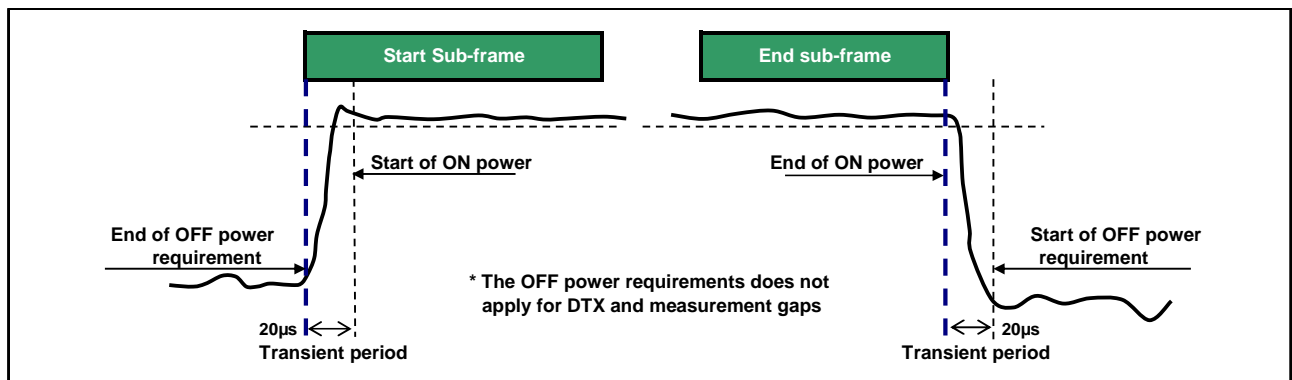 Start Sub-frame
End sub-frame
Start of ON power
End of ON power
End of OFF power
requirement
Start of OFF power
requirement
* The OFF power requirements does not
apply for DTX and measurement gaps
20µs
Transient period
20µs
Transient period